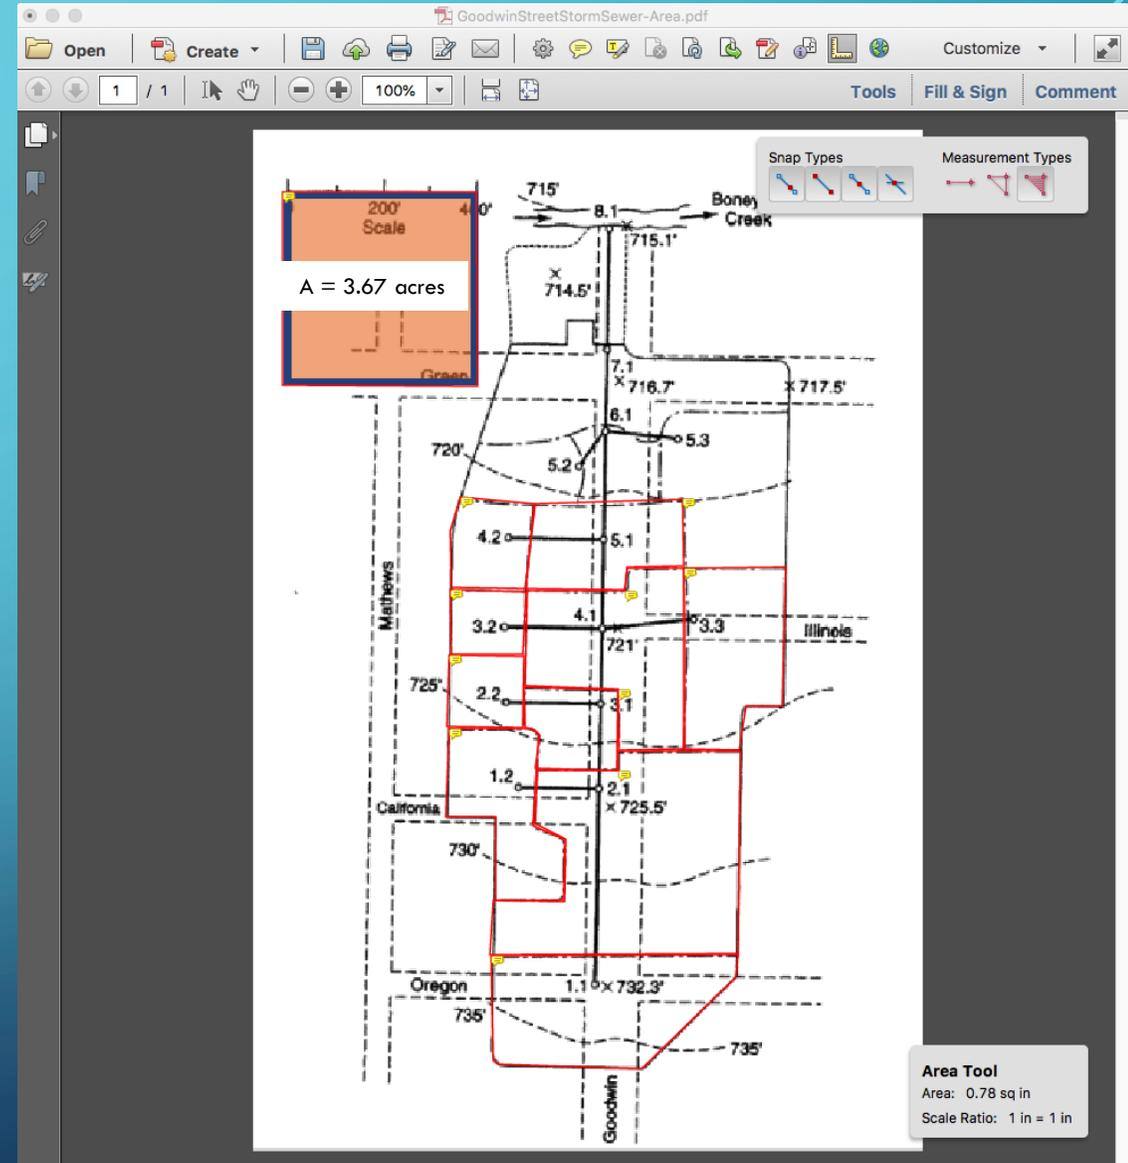 GoodwinStreetStormSewer-Area.pdf
Open
Create
Customize
1 / 1
100%
Tools
Fill & Sign
Comment
Snap Types
Measurement Types
200'
400'
Scale
A = 3.67 acres
Green
715'
8.1
Boney
Creek
715.1'
714.5'
7.1
716.7'
717.5'
6.1
5.3
720'
5.2
4.2
5.1
Mathews
4.1
3.2
3.3
721'
Illinois
725'
2.2
3.1
1.2
2.1
725.5'
California
730'
Oregon
1.1
732.3'
735'
735'
Goodwin
Area Tool
Area: 0.78 sq in
Scale Ratio: 1 in = 1 in